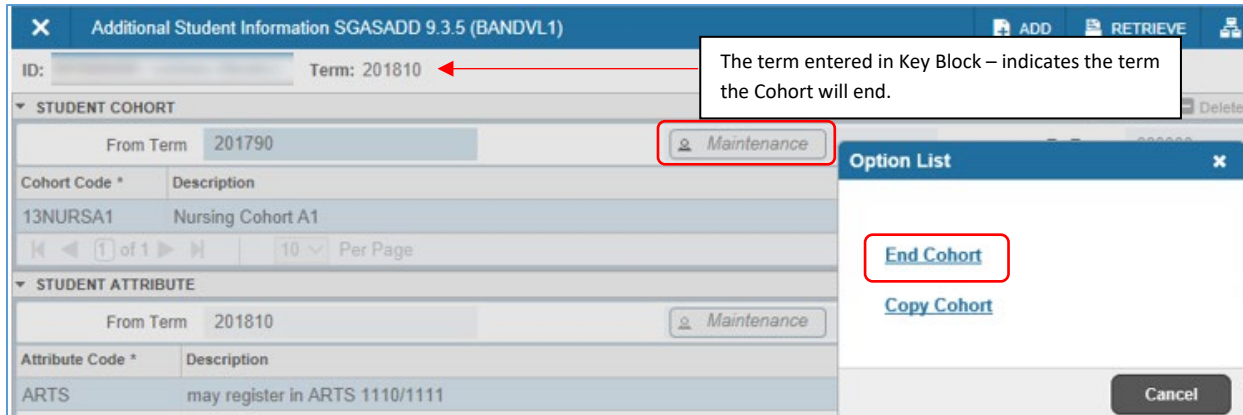 Additional Student Information SGASADD 9.3.5 (BANDVL1) ADD RETRIEVE
ID: Term: 201810
The term entered in Key Block – indicates the term
the Cohort will end.
STUDENT COHORT Delete
From Term 201790 Maintenance
Option List
Cohort Code * Description
13NURSA1 Nursing Cohort A1
1 of 1 10 Per Page
End Cohort
STUDENT ATTRIBUTE
Copy Cohort
From Term 201810 Maintenance
Attribute Code * Description
ARTS may register in ARTS 1110/1111
Cancel